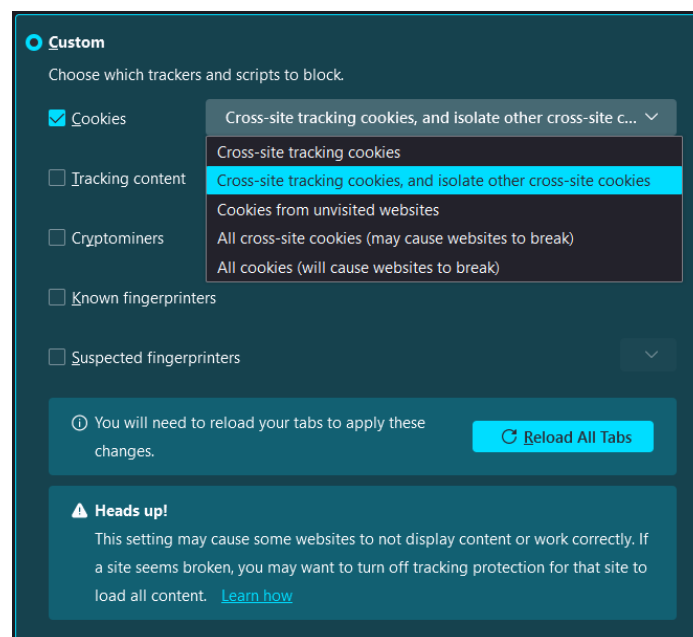 Custom
Choose which trackers and scripts to block.
Cookies
Cross-site tracking cookies, and isolate other cross-site c...
Cross-site tracking cookies
Cross-site tracking cookies, and isolate other cross-site cookies
Cookies from unvisited websites
All cross-site cookies (may cause websites to break)
All cookies (will cause websites to break)
Tracking content
Cryptominers
Known fingerprinters
Suspected fingerprinters
You will need to reload your tabs to apply these
changes.
Reload All Tabs
Heads up!
This setting may cause some websites to not display content or work correctly. If
a site seems broken, you may want to turn off tracking protection for that site to
load all content. Learn how